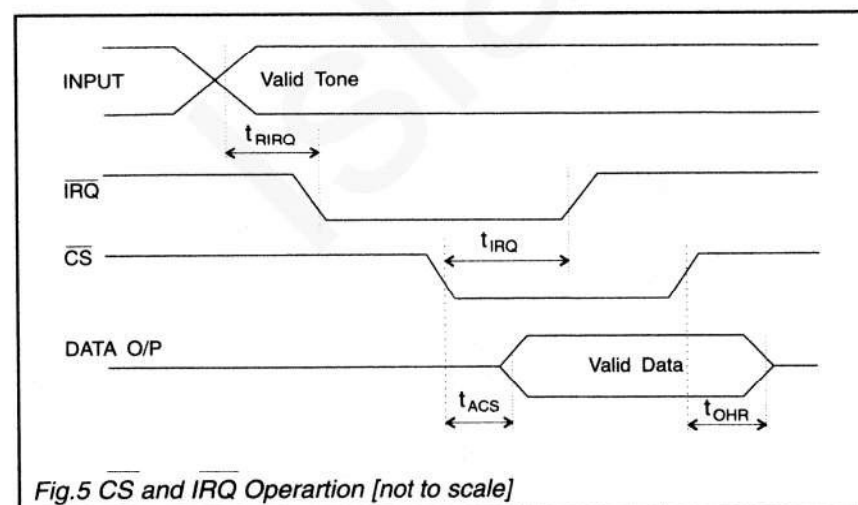 INPUT
Valid Tone
tRIRQ
IRQ
tIRQ
CS
DATA O/P
Valid Data
tACS
tOHR
Fig.5 CS and IRQ Operartion [not to scale]